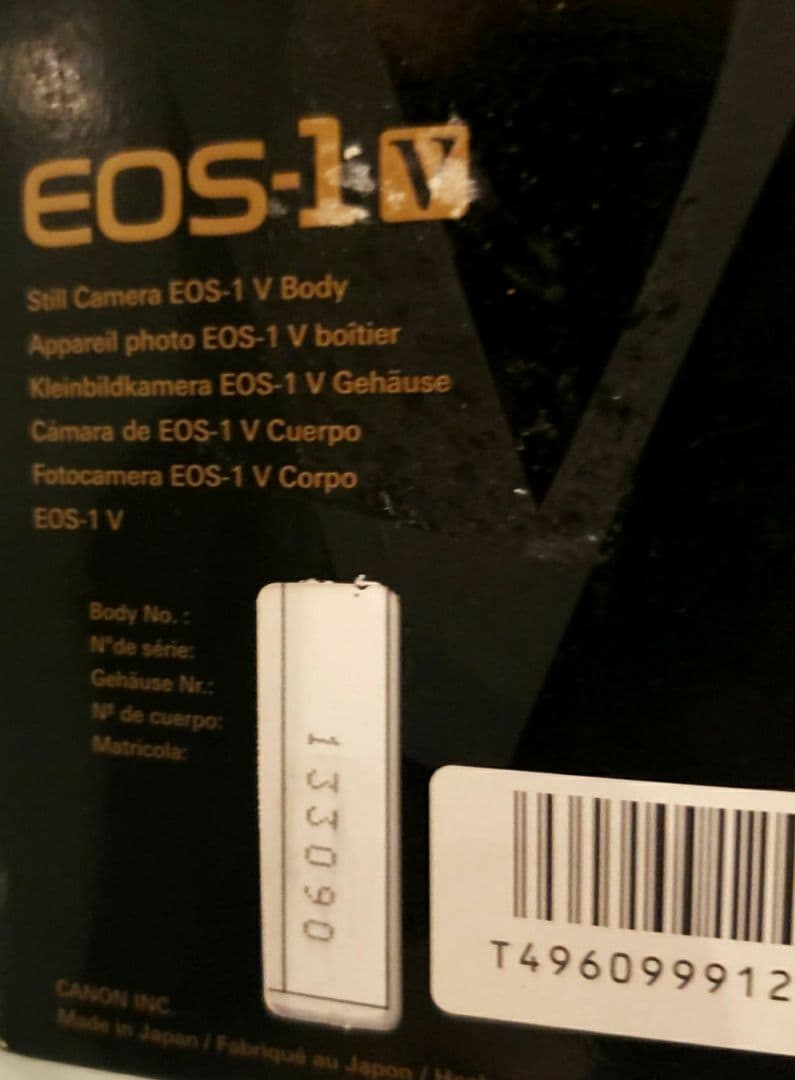 EOS-1V
Still Camera EOS-1 V Body
Appareil photo EOS-1 V boîtier
Kleinbildkamera EOS-1 V Gehäuse
Cámara de EOS-1 V Cuerpo
Fotocamera EOS-1 V Corpo
EOS-1 V
Body No. :
N°de série:
Gehäuse Nr.:
Nº de cuerpo:
Matricola:
133090
T496099912
CANON INC.
Made in Japan / Fabriqué au Japon /